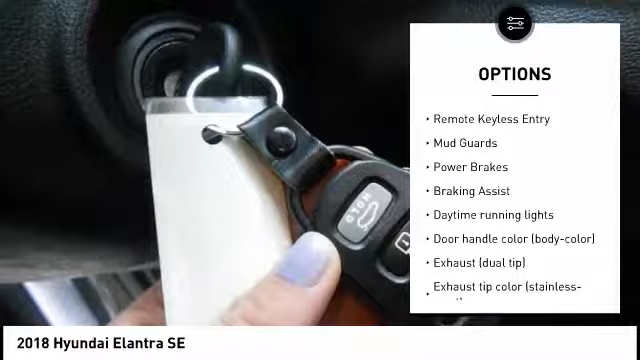 OPTIONS
• Remote Keyless Entry
• Mud Guards
• Power Brakes
• Braking Assist
• Daytime running lights
• Door handle color (body-color)
• Exhaust (dual tip)
• Exhaust tip color (stainless-
HOLD
2018 Hyundai Elantra SE